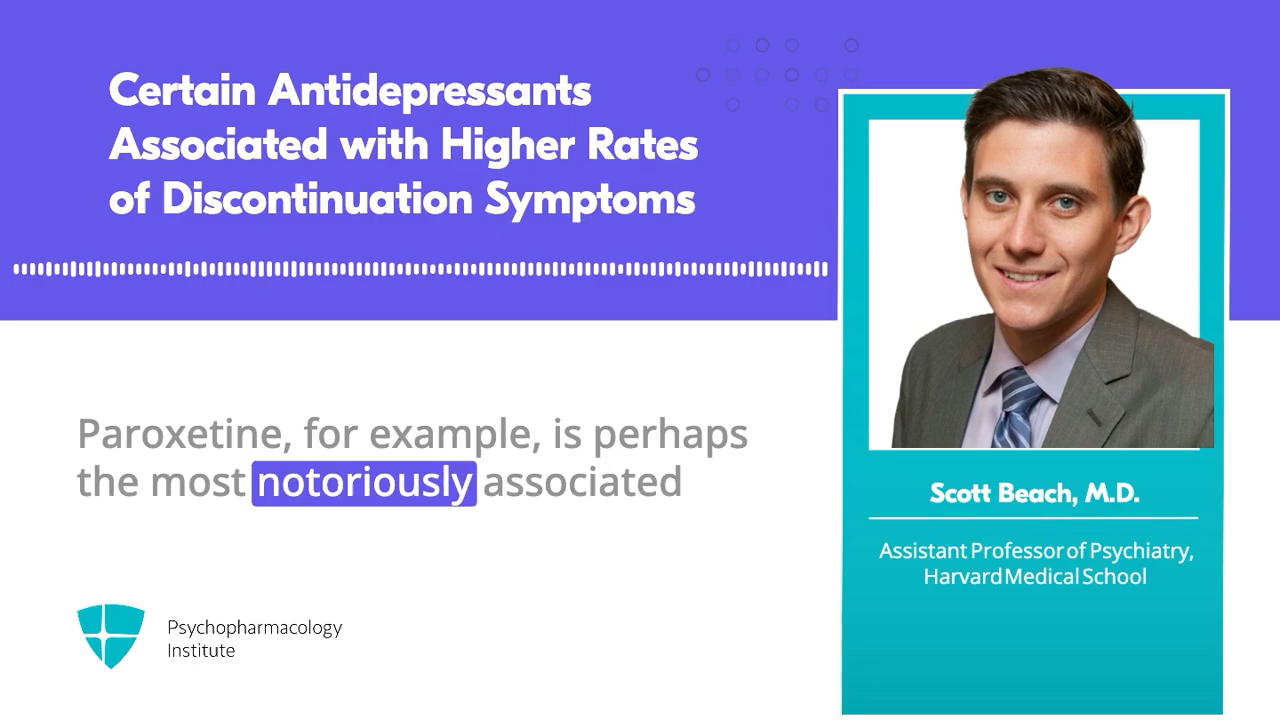 Certain Antidepressants
Associated with Higher Rates
of Discontinuation Symptoms
Paroxetine, for example, is perhaps
the most notoriously associated
Scott Beach, M.D.
Assistant Professor of Psychiatry,
Harvard Medical School
Psychopharmacology
Institute